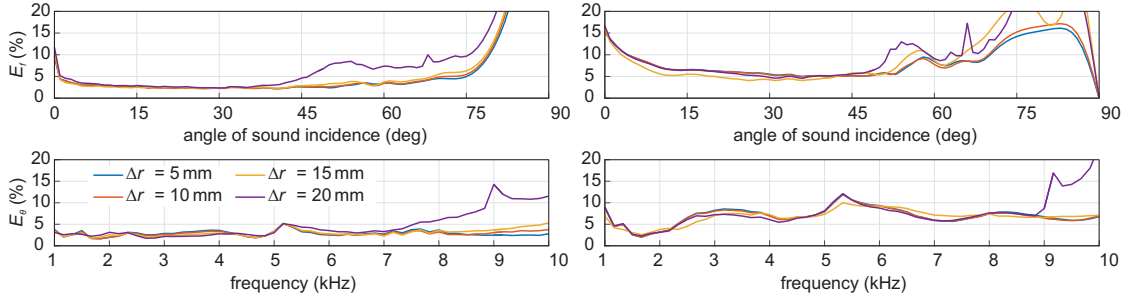 20
15
10
5
0
E_f (%)
0 15 30 45 60 75 90
angle of sound incidence (deg)
20
15
10
5
0
E_f (%)
0 15 30 45 60 75 90
angle of sound incidence (deg)
20
15
10
5
0
E_θ (%)
Δr = 5 mm
Δr = 15 mm
Δr = 10 mm
Δr = 20 mm
1 2 3 4 5 6 7 8 9 10
frequency (kHz)
20
15
10
5
0
E_θ (%)
1 2 3 4 5 6 7 8 9 10
frequency (kHz)